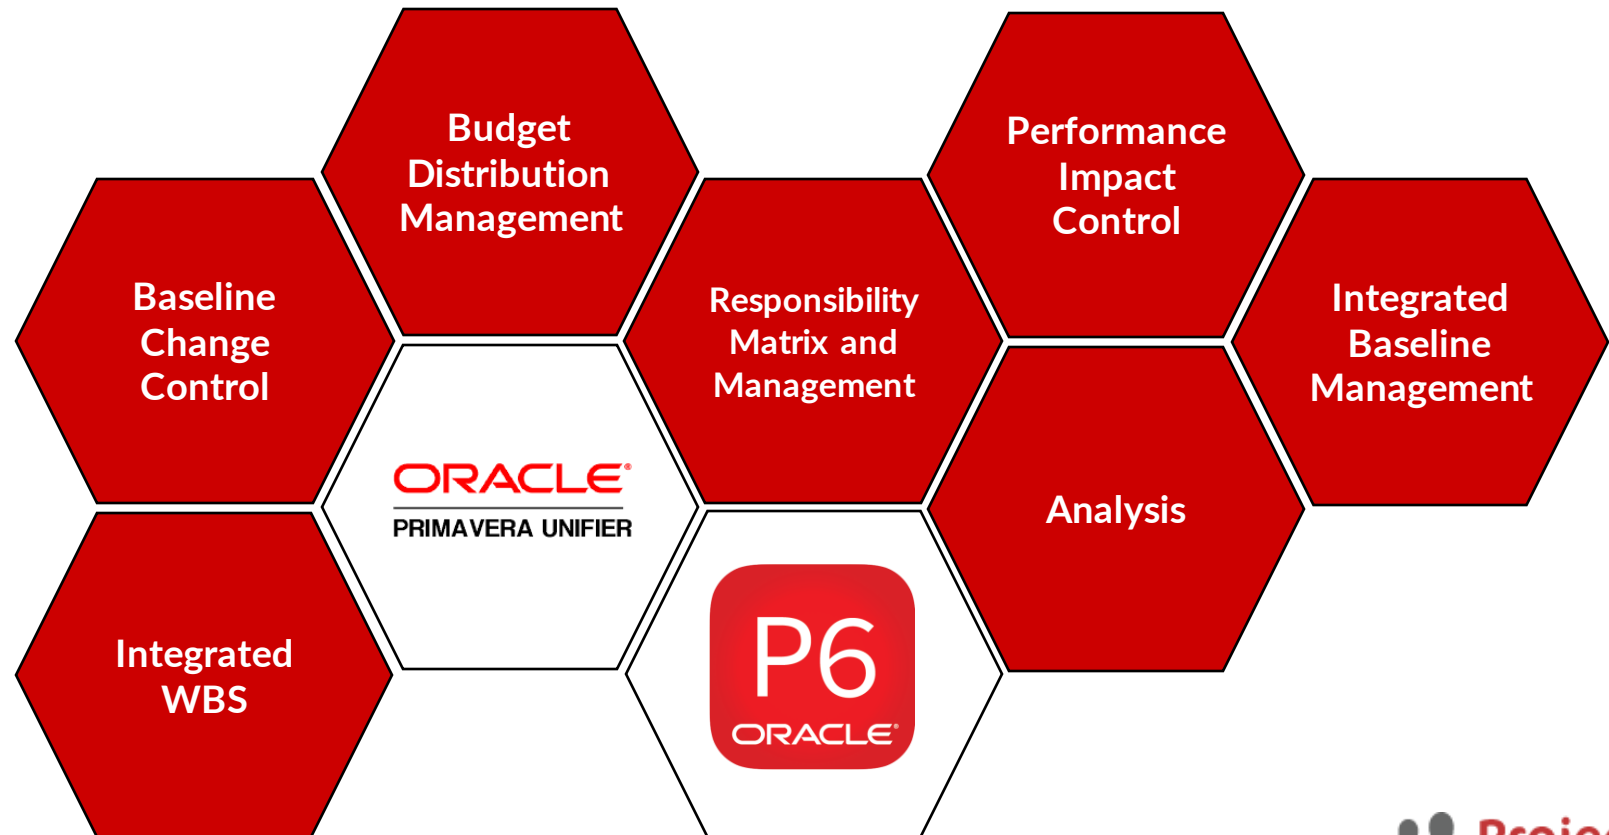 Budget
Distribution
Management
Performance
Impact
Control
Baseline
Change
Control
Responsibility
Matrix and
Management
Integrated
Baseline
Management
ORACLE®
PRIMAVERA UNIFIER
Analysis
Integrated
WBS
P6
ORACLE®